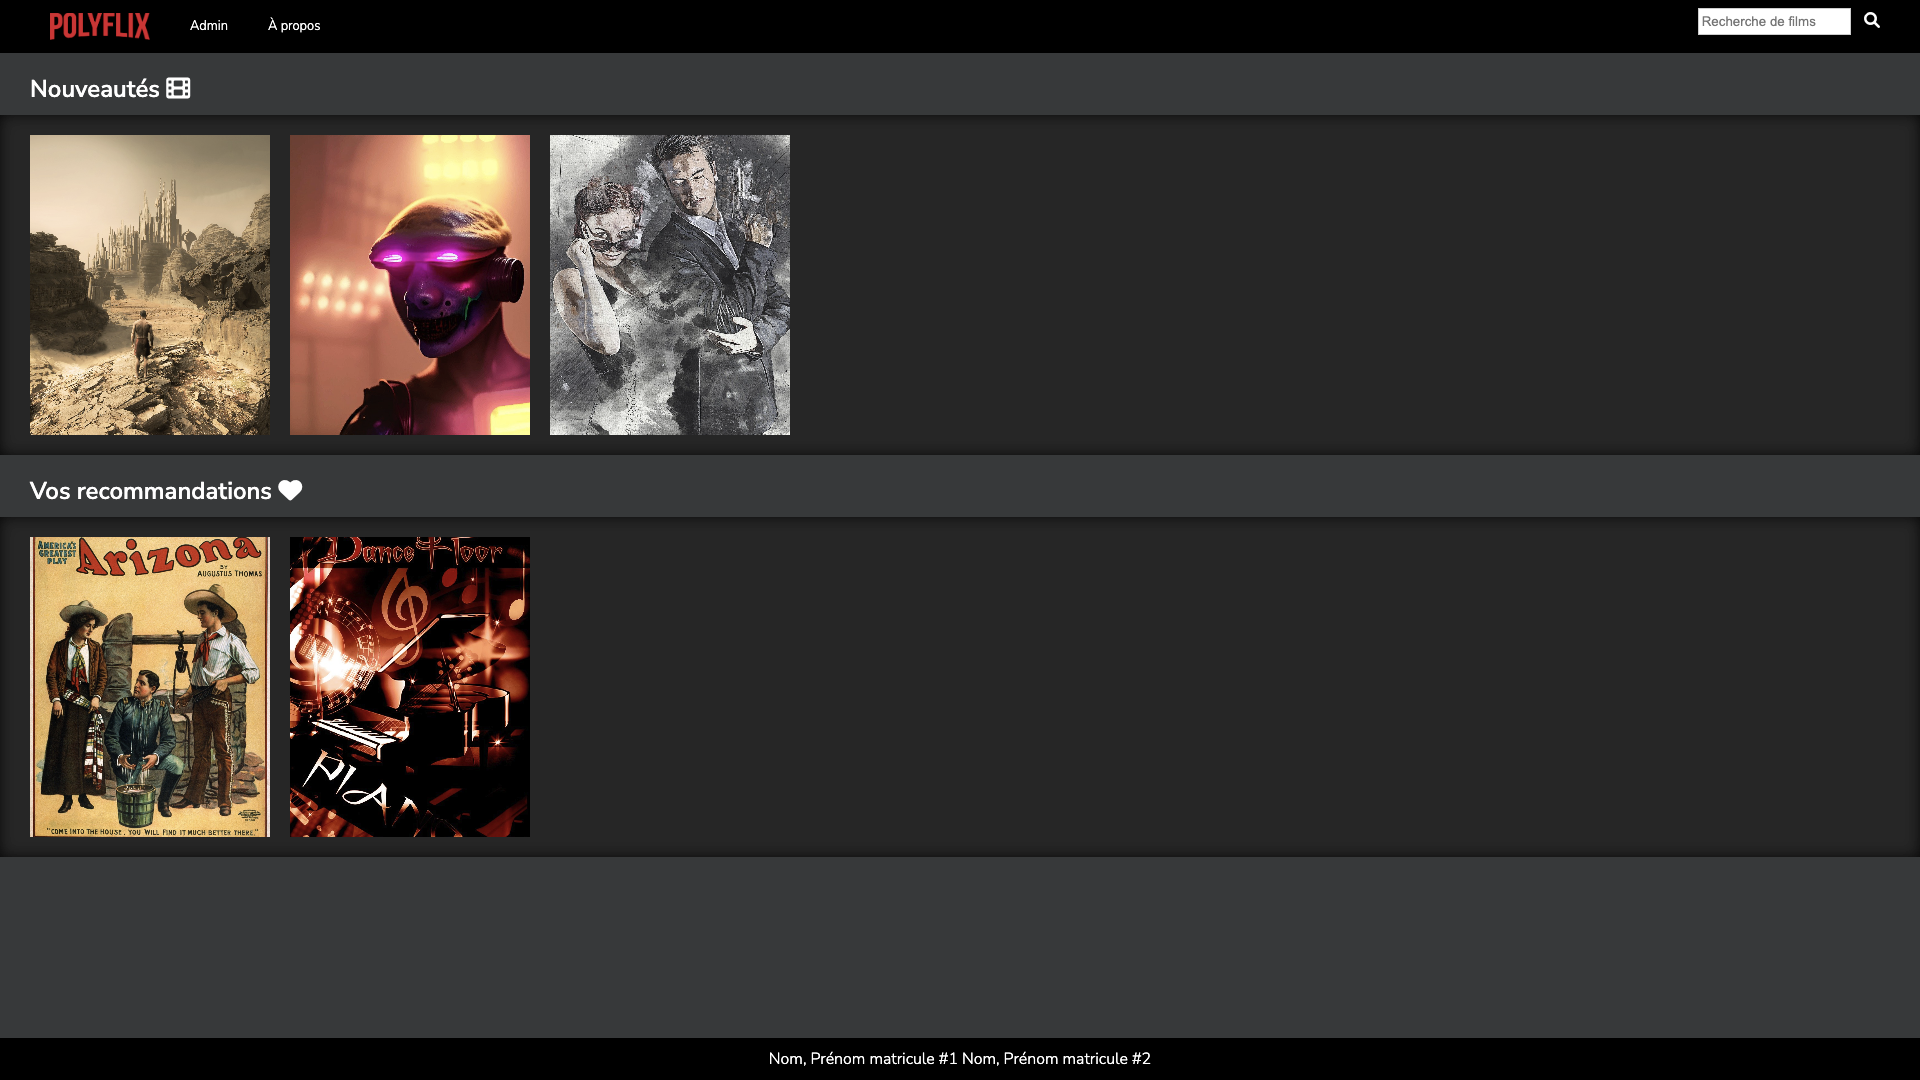 POLYFLIX
Admin
À propos
Recherche de films
Nouveautés
Vos recommandations
AMERICA'S
GREATEST
PLAY
Arizona
BY
AUGUSTUS THOMAS
"COME INTO THE HOUSE. YOU WILL FIND IT MUCH BETTER THERE."
Dance Floor
PIANO
Nom, Prénom matricule #1 Nom, Prénom matricule #2